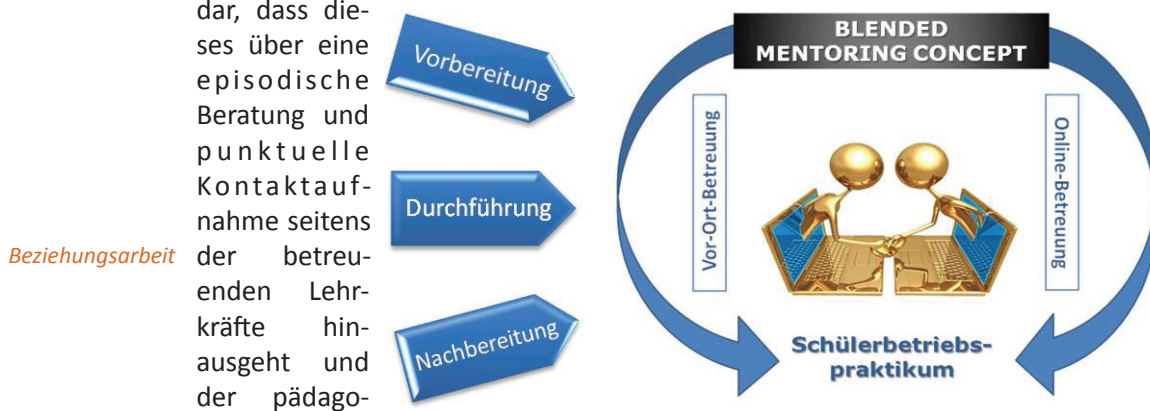 Beziehungsarbeit
dar, dass die-
ses über eine
episodische
Beratung und
punktuelle
Kontaktauf-
nahme seitens
der betreu-
enden Lehr-
kräfte hin-
ausgeht und
der pädago-
Vorbereitung
Durchführung
Nachbereitung
BLENDED
MENTORING CONCEPT
Vor-Ort-Betreuung
Online-Betreuung
Schülerbetriebs-
praktikum